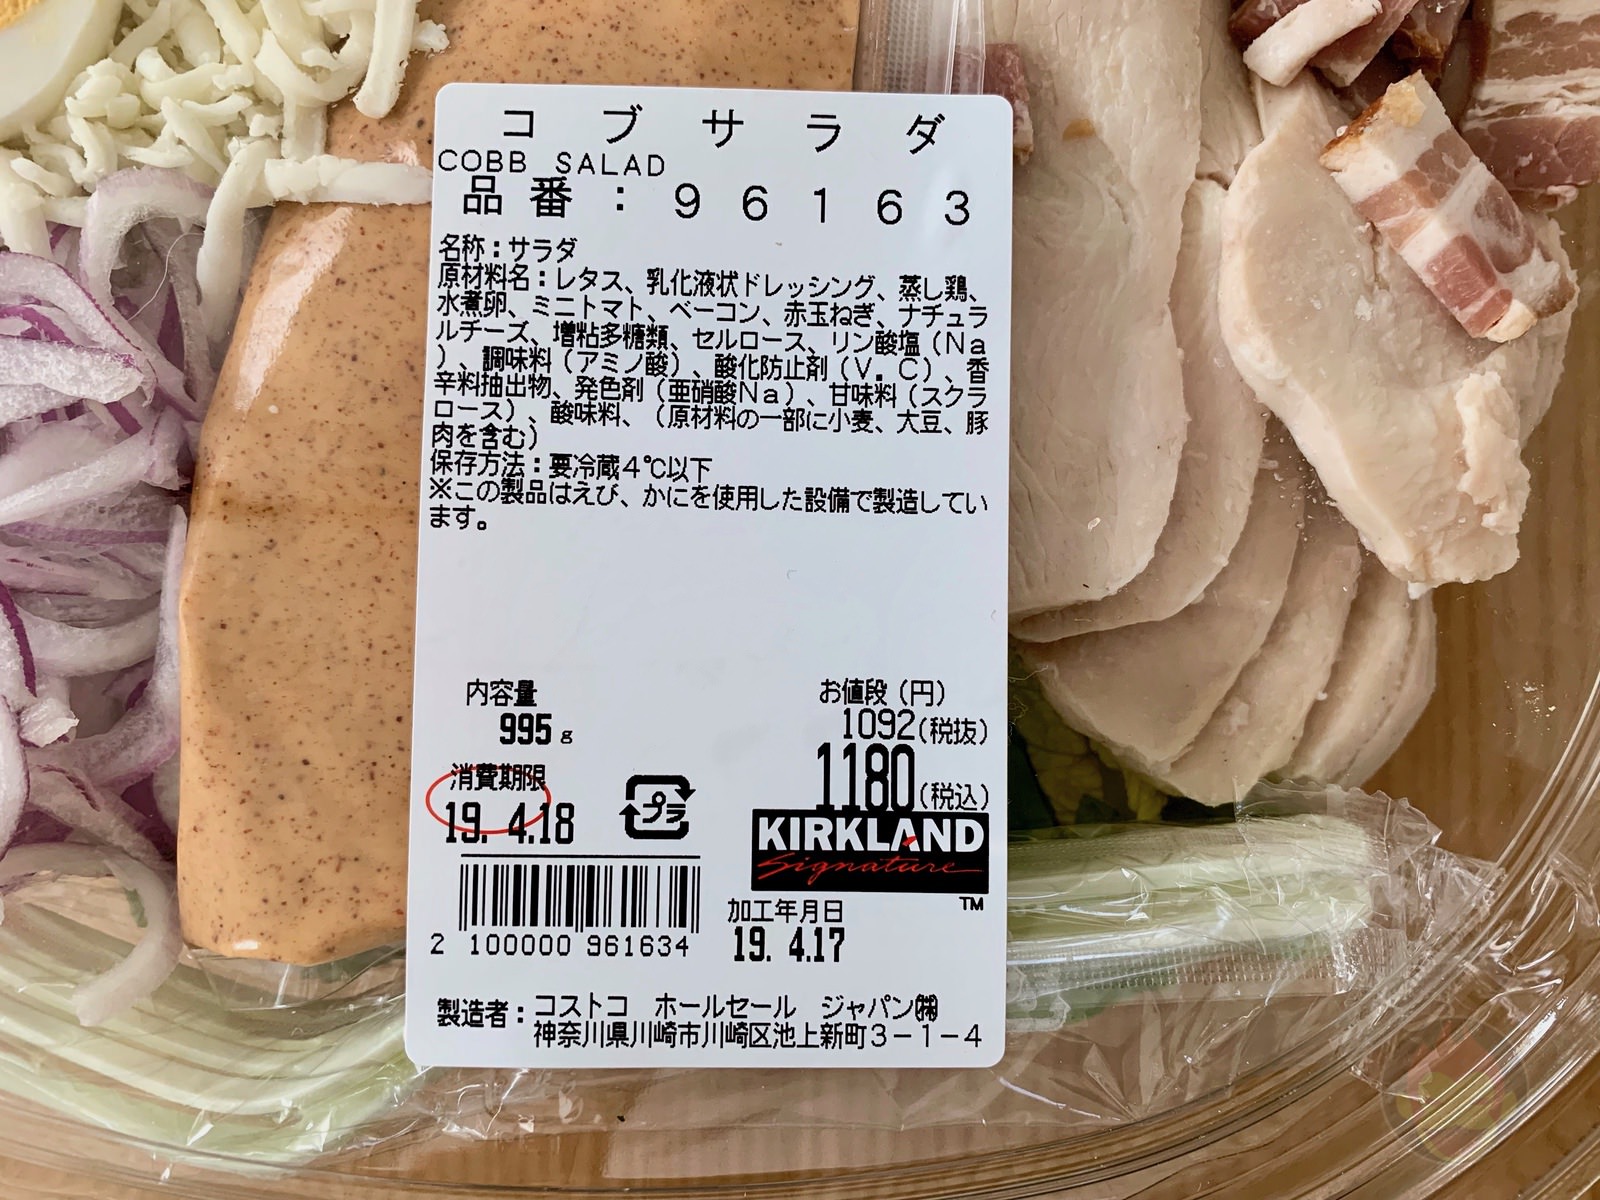 コブサラダ
COBB SALAD
品番：96163
名称：サラダ
原材料名：レタス、乳化液状ドレッシング、蒸し鶏、
水煮卵、ミニトマト、ベーコン、赤玉ねぎ、ナチュラ
ルチーズ、増粘多糖類、セルロース、リン酸塩（Ｎａ
）、調味料（アミノ酸）、酸化防止剤（Ｖ．Ｃ）、香
辛料抽出物、発色剤（亜硝酸Ｎａ）、甘味料（スクラ
ロース）、酸味料、（原材料の一部に小麦、大豆、豚
肉を含む）
保存方法：要冷蔵４℃以下
※この製品はえび、かにを使用した設備で製造してい
ます。
内容量
995g
お値段（円）
1092(税抜)
1180(税込)
消費期限
19. 4.18
プラ
KIRKLAND
Signature
TM
加工年月日
19. 4.17
2 100000 961634
製造者：コストコ ホールセール ジャパン㈱
神奈川県川崎市川崎区池上新町３－１－４